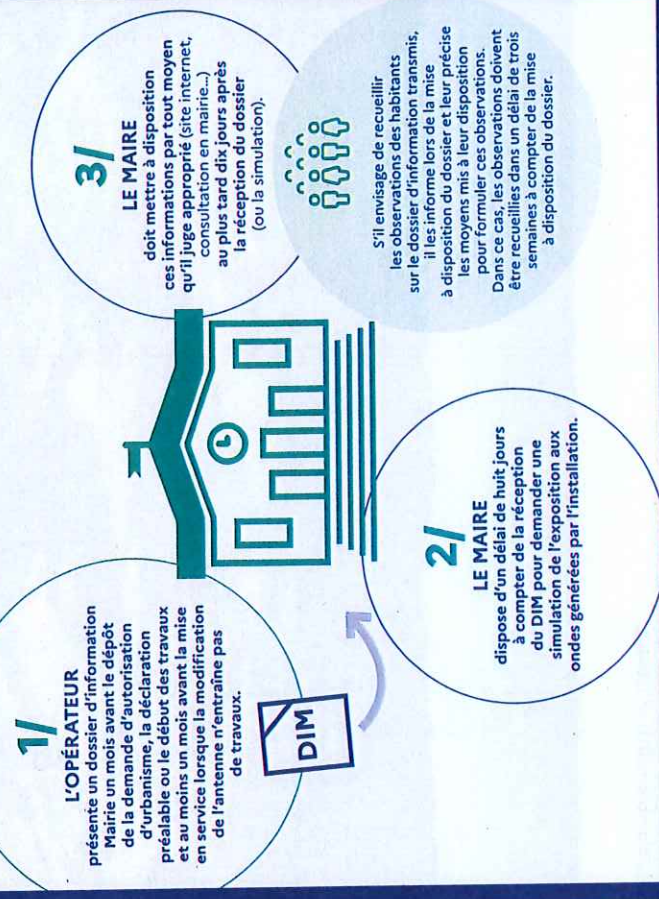 1/
L'OPÉRATEUR
présente un dossier d'information
Mairie un mois avant le dépôt
de la demande d'autorisation
d'urbanisme, la déclaration
préalable ou le début des travaux
et au moins un mois avant la mise
en service lorsque la modification
de l'antenne n'entraîne pas
de travaux.
DIM
2/
LE MAIRE
dispose d'un délai de huit jours
à compter de la réception
du DIM pour demander une
simulation de l'exposition aux
ondes générées par l'installation.
3/
LE MAIRE
doit mettre à disposition
ces informations par tout moyen
qu'il juge approprié (site internet,
consultation en mairie...)
au plus tard dix jours après
la réception du dossier
(ou la simulation).
S'il envisage de recueillir
les observations des habitants
sur le dossier d'information transmis,
il les informe lors de la mise
à disposition du dossier et leur précise
les moyens mis à leur disposition
pour formuler ces observations.
Dans ce cas, les observations doivent
être recueillies dans un délai de trois
semaines à compter de la mise
à disposition du dossier.